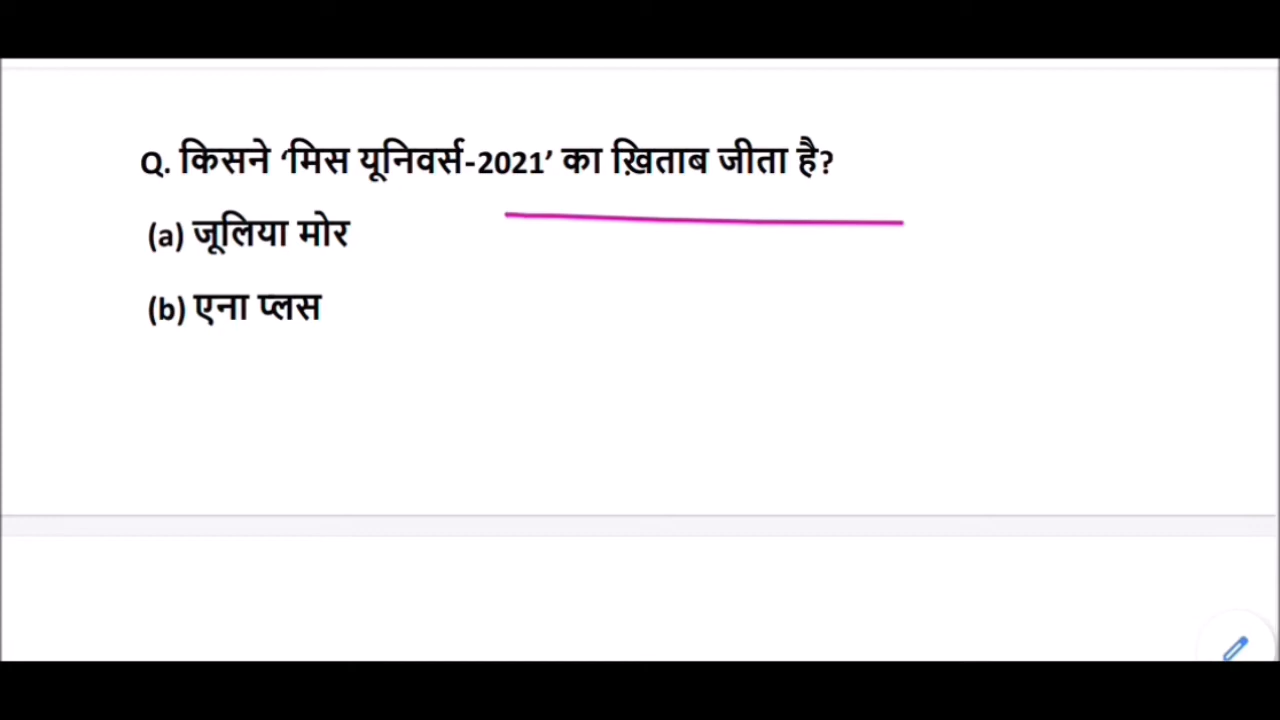 Q. किसने ‘मिस यूनिवर्स-2021’ का ख़िताब जीता है?
(a) जूलिया मोर
(b) एना प्लस